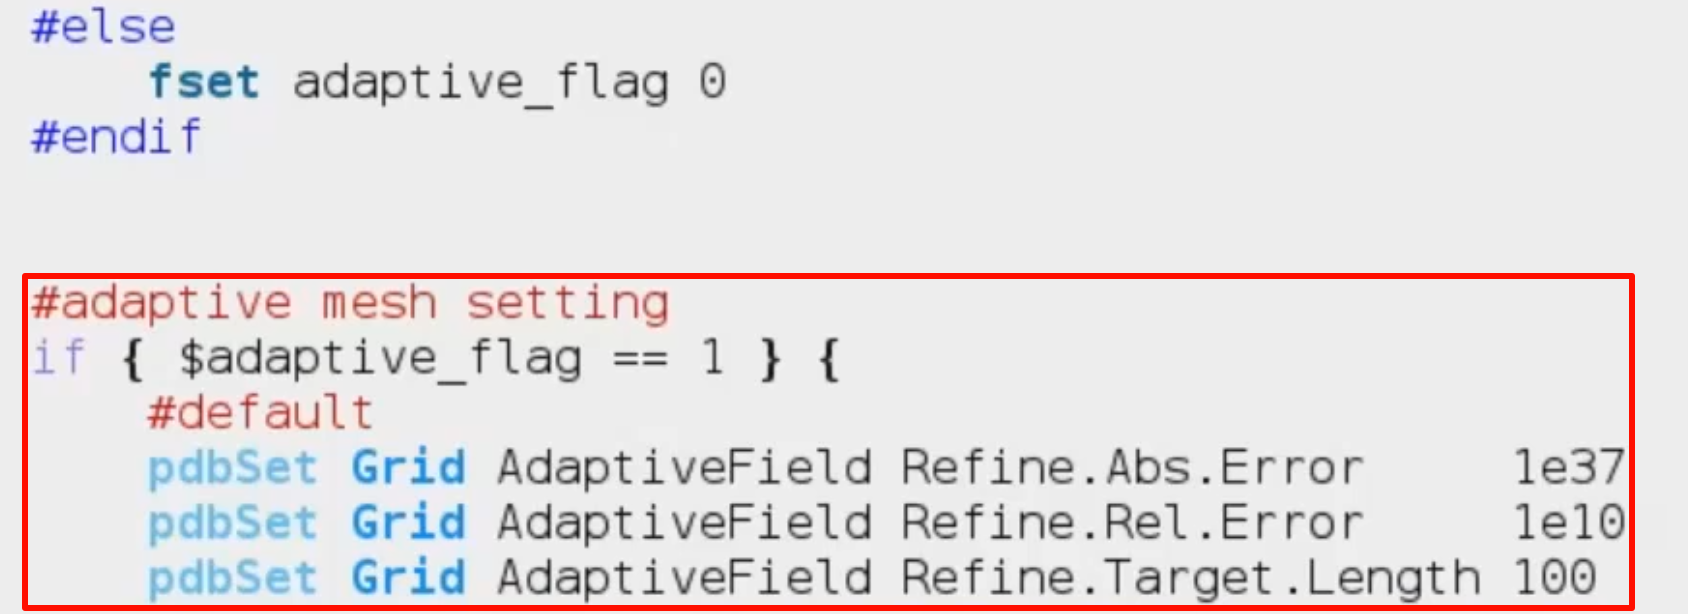 #else
fset adaptive_flag 0
#endif
#adaptive mesh setting
if { $adaptive_flag == 1 } {
#default
pdbSet Grid AdaptiveField Refine.Abs.Error 1e37
pdbSet Grid AdaptiveField Refine.Rel.Error 1e10
pdbSet Grid AdaptiveField Refine.Target.Length 100